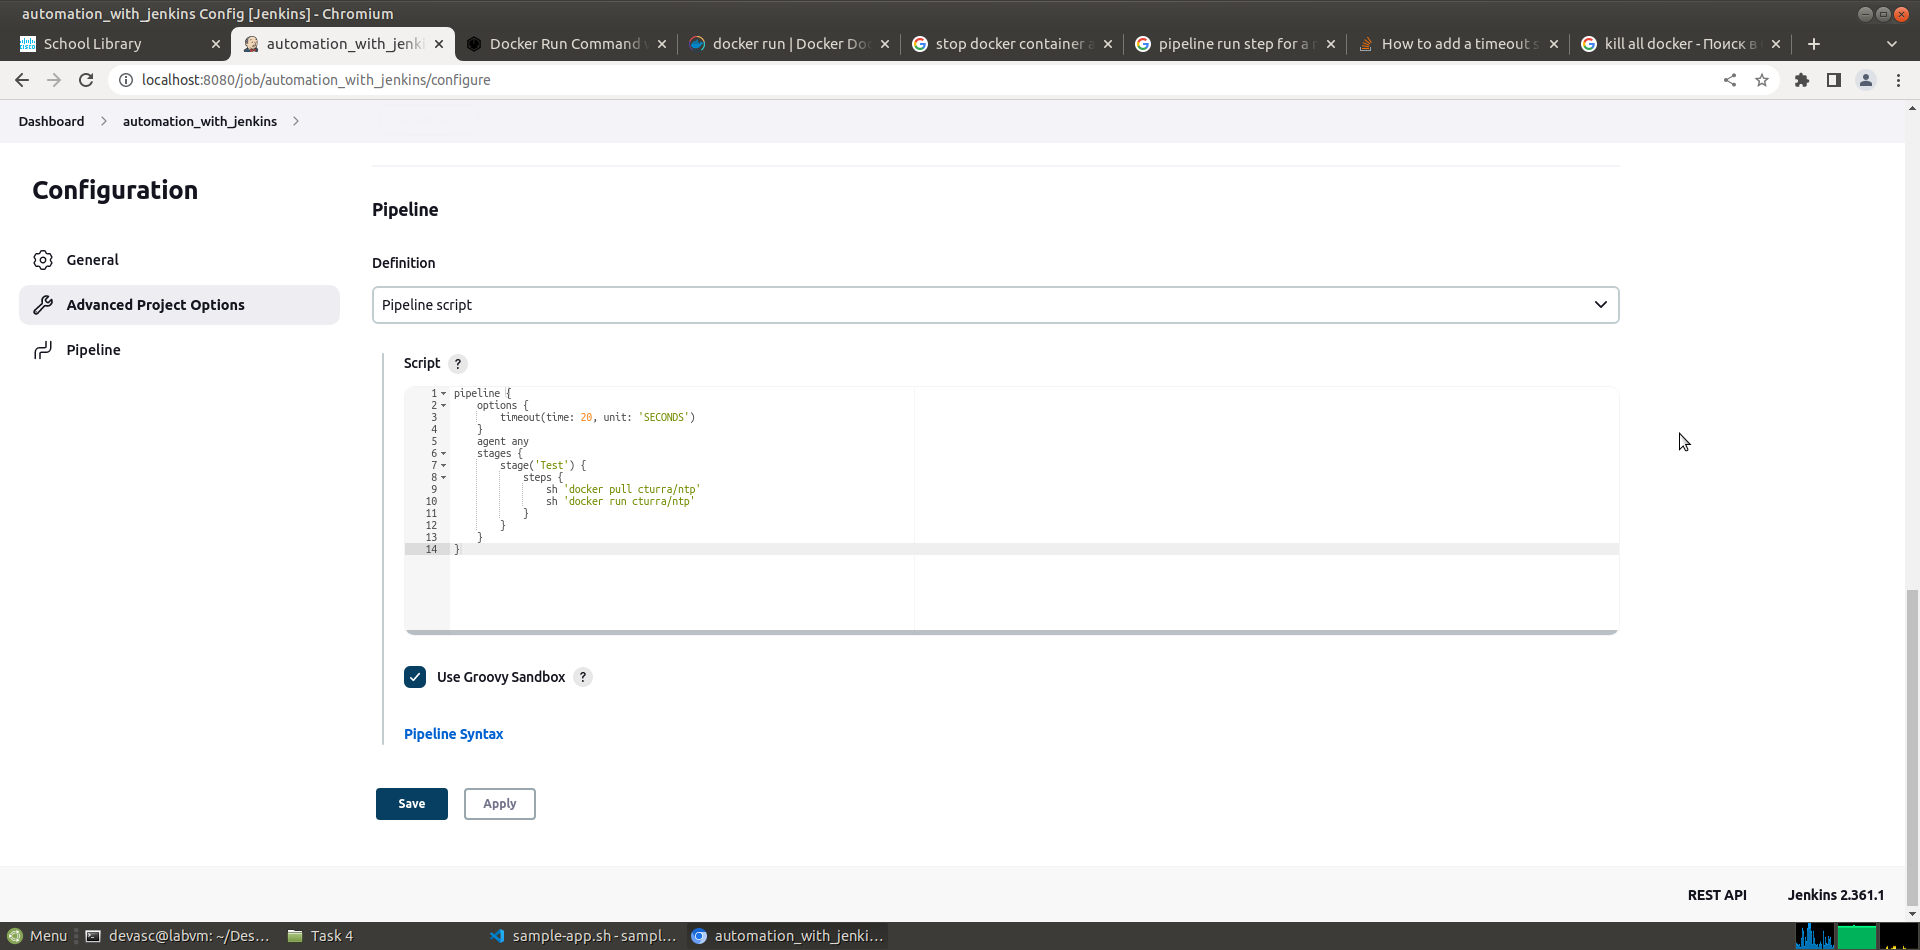 automation_with_jenkins Config [Jenkins] - Chromium
School Library
automation_with_jenki
Docker Run Command
docker run | Docker Do
stop docker container
pipeline run step for a
How to add a timeout s
kill all docker - Поиск в
localhost:8080/job/automation_with_jenkins/configure
Dashboard
automation_with_jenkins
Configuration
General
Advanced Project Options
Pipeline
Pipeline
Definition
Pipeline script
Script ?
1 pipeline {
2 options {
3 timeout(time: 20, unit: 'SECONDS')
4 }
5 agent any
6 stages {
7 stage('Test') {
8 steps {
9 sh 'docker pull cturra/ntp'
10 sh 'docker run cturra/ntp'
11 }
12 }
13 }
14 }
Use Groovy Sandbox ?
Pipeline Syntax
Save
Apply
REST API
Jenkins 2.361.1
Menu
devasc@labvm: ~/Des...
Task 4
sample-app.sh - sampl...
automation_with_jenki...